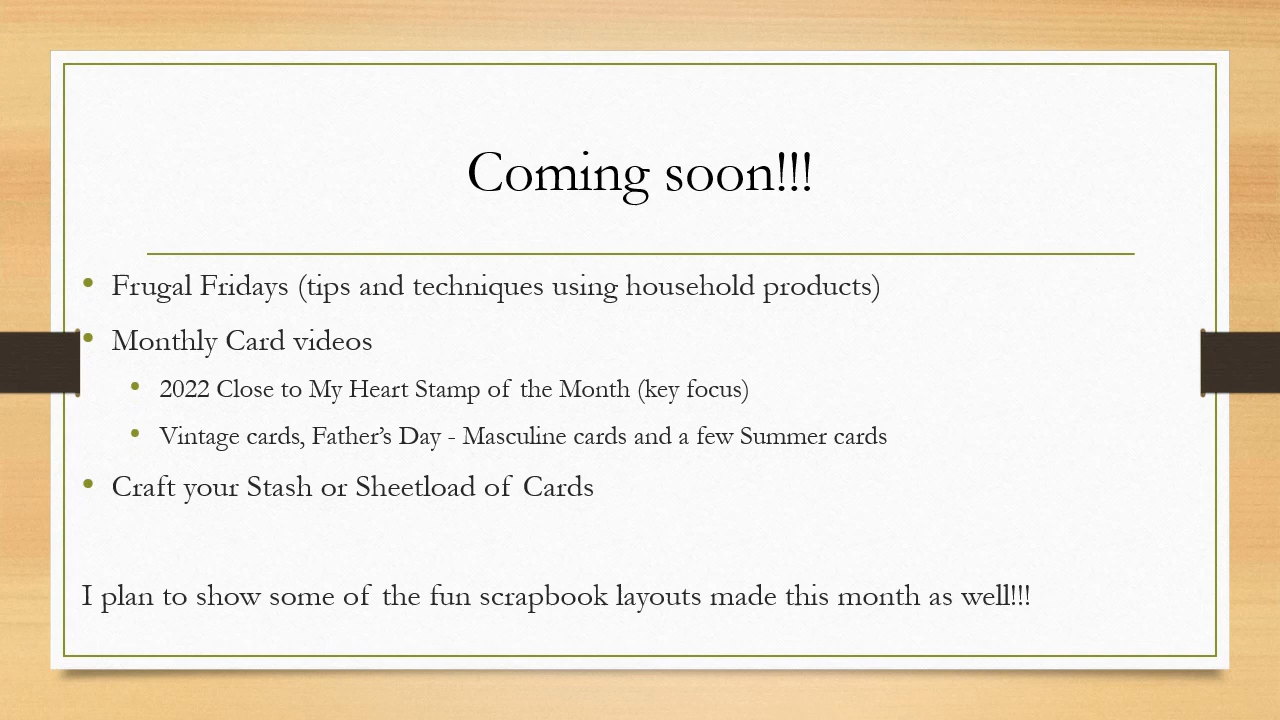 Coming soon!!!
• Frugal Fridays (tips and techniques using household products)
• Monthly Card videos
• 2022 Close to My Heart Stamp of the Month (key focus)
• Vintage cards, Father’s Day - Masculine cards and a few Summer cards
• Craft your Stash or Sheetload of Cards
I plan to show some of the fun scrapbook layouts made this month as well!!!